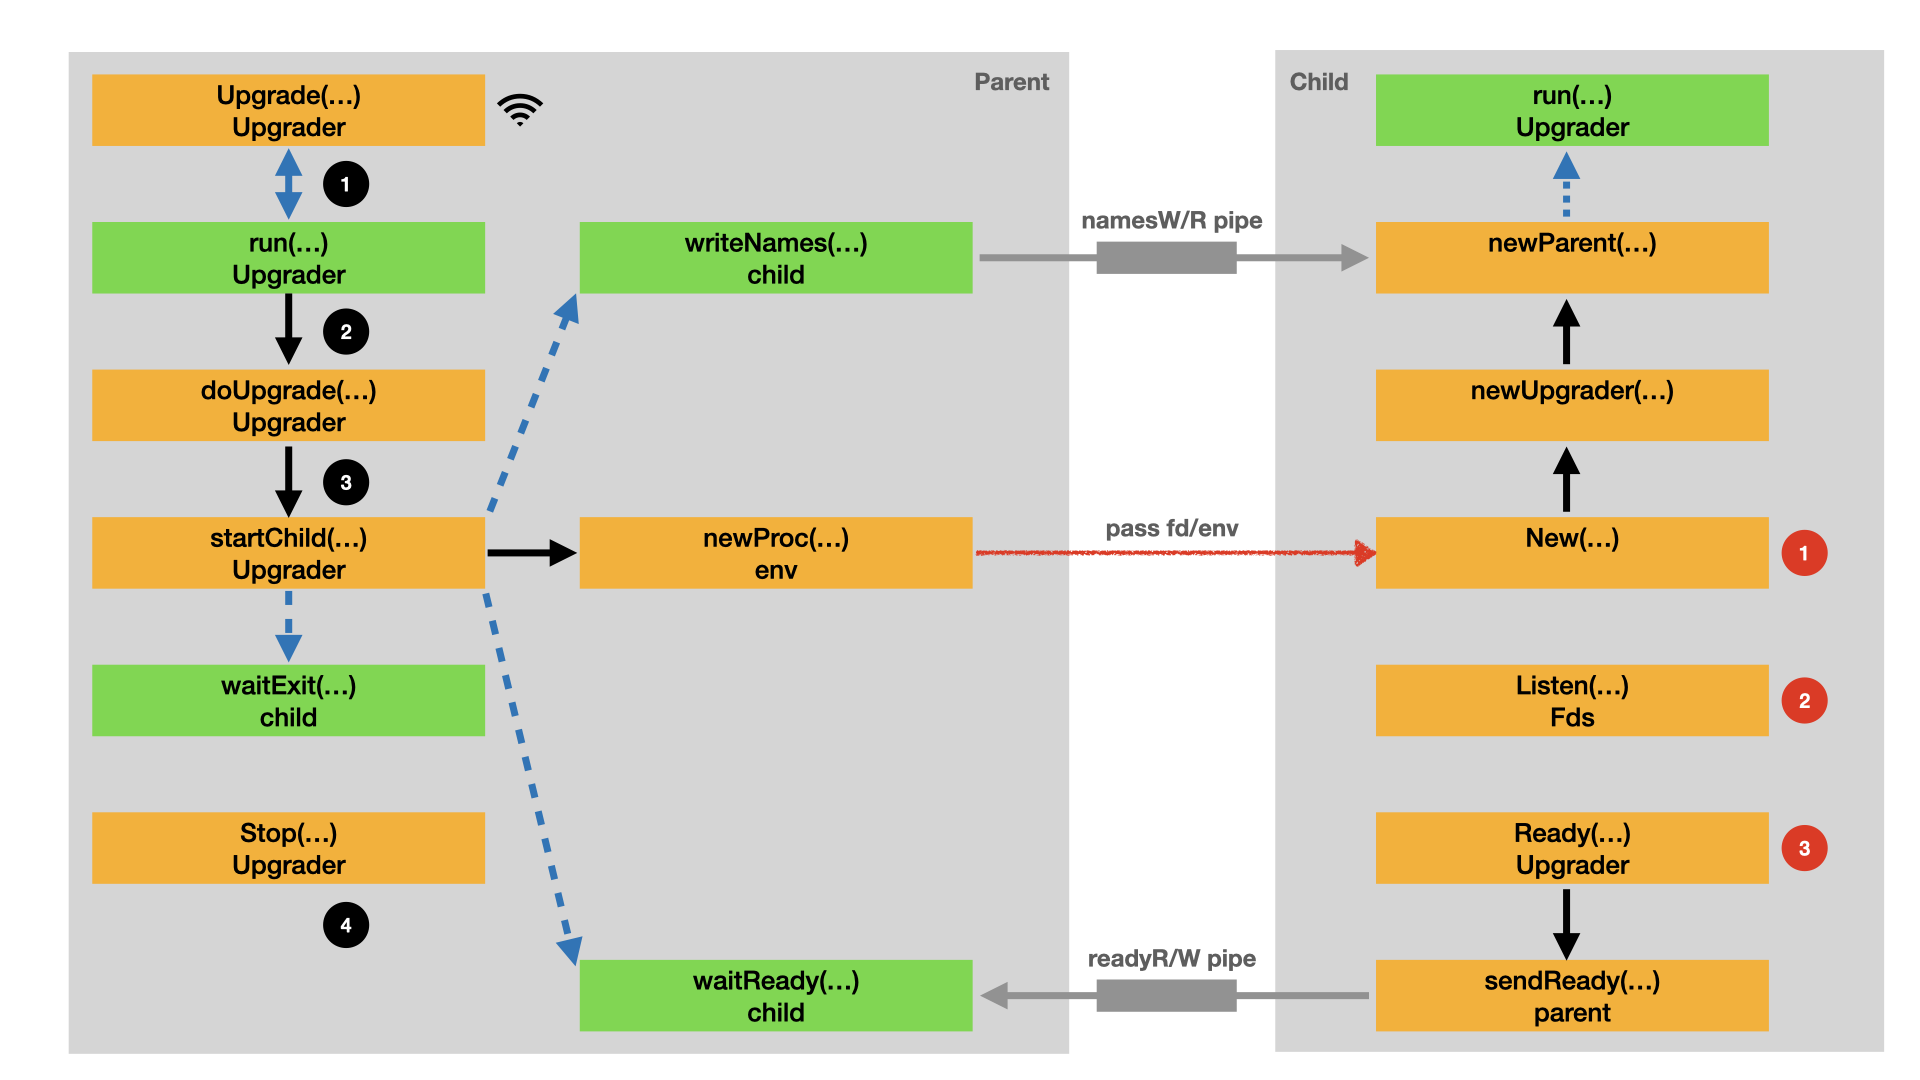 Parent
Upgrade(...)
Upgrader
1
run(...)
Upgrader
2
doUpgrade(...)
Upgrader
3
startChild(...)
Upgrader
waitExit(...)
child
Stop(...)
Upgrader
4
writeNames(...)
child
newProc(...)
env
waitReady(...)
child
namesW/R pipe
pass fd/env
readyR/W pipe
Child
run(...)
Upgrader
newParent(...)
newUpgrader(...)
New(...)
1
Listen(...)
Fds
2
Ready(...)
Upgrader
3
sendReady(...)
parent